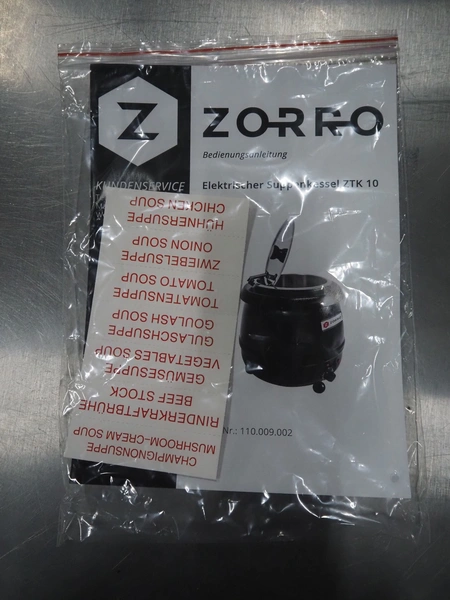 Z ZORRO
Bedienungsanleitung
KUNDENSERVICE
Elektrischer Suppenkessel ZTK 10
Nr.: 110.009.002
CHAMPIGNONSUPPE
MUSHROOM-CREAM SOUP
RINDERKRAFTBRÜHE
BEEF STOCK
GEMÜSESUPPE
VEGETABLES SOUP
GULASCHSUPPE
GOULASH SOUP
TOMATENSUPPE
TOMATO SOUP
ZWIEBELSUPPE
ONION SOUP
HÜHNERSUPPE
CHICKEN SOUP